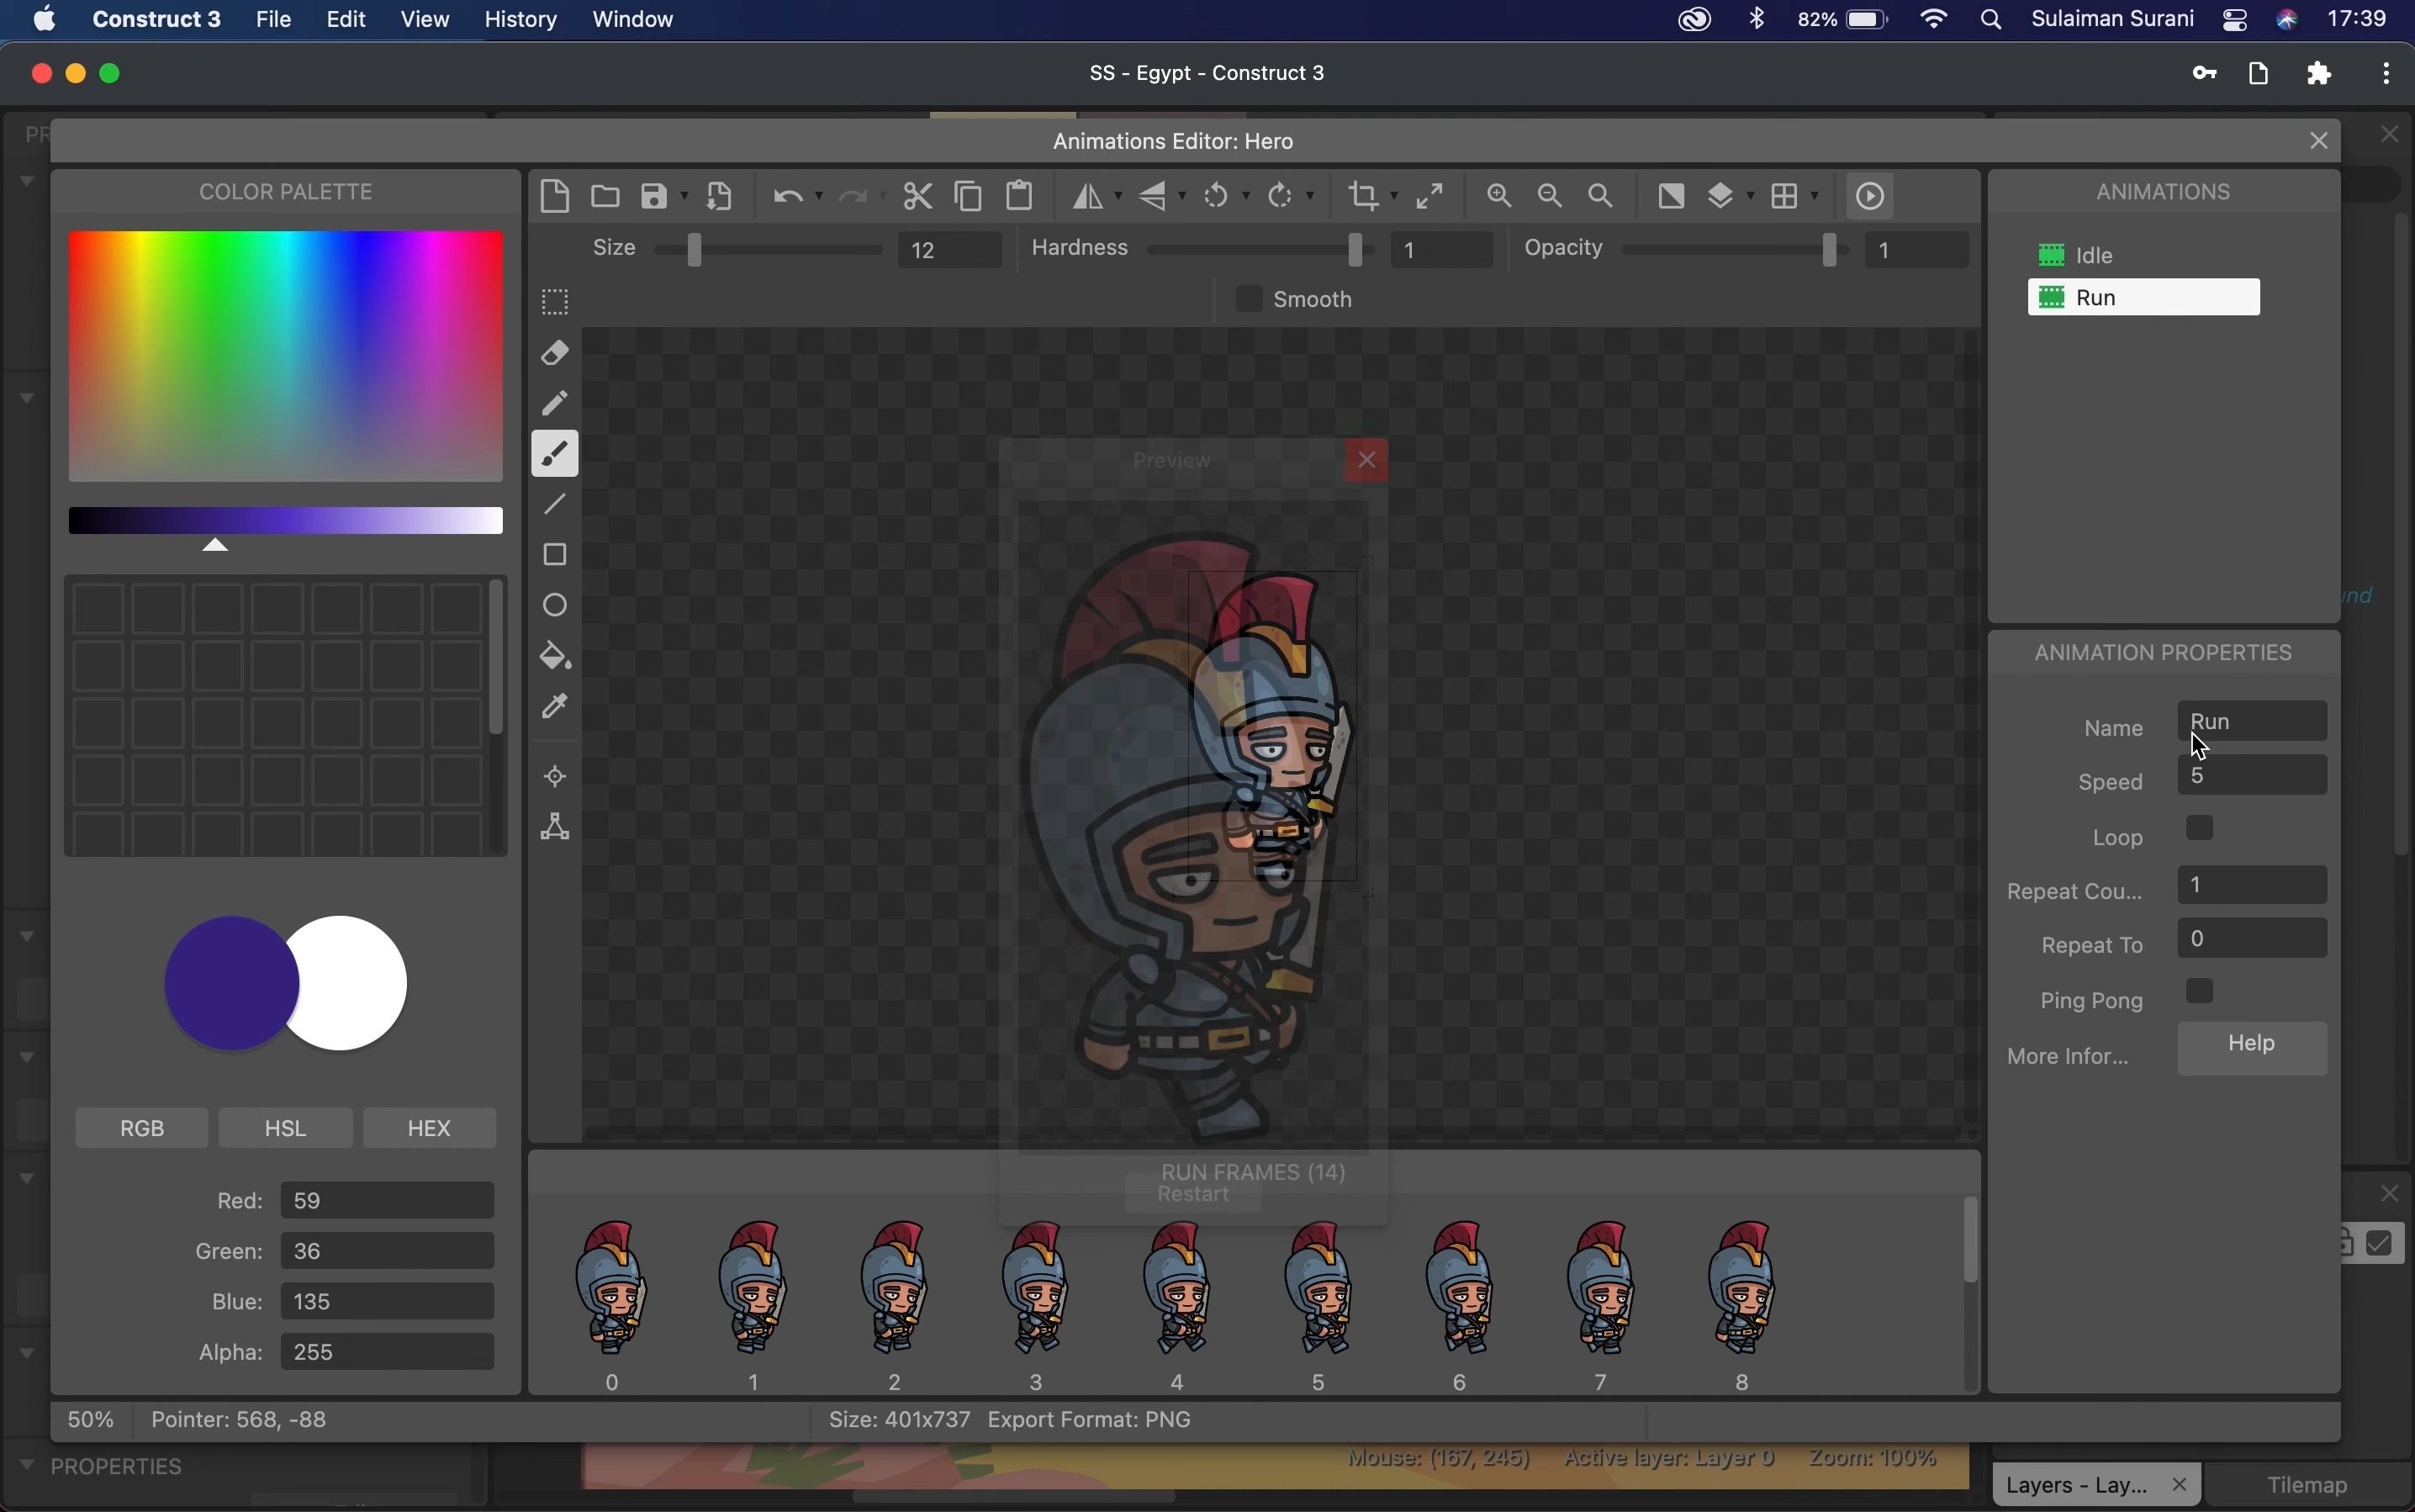 Construct 3 File Edit View History Window 82% Sulaiman Surani 17:39
SS - Egypt - Construct 3
PR
Animations Editor: Hero
COLOR PALETTE
ANIMATIONS
Size 12 Hardness 1 Opacity 1
Smooth
Idle
Run
Preview
ANIMATION PROPERTIES
Name Run
Speed 5
Loop
Repeat Cou... 1
Repeat To 0
Ping Pong
More Infor... Help
RGB HSL HEX
Red: 59
Green: 36
Blue: 135
Alpha: 255
RUN FRAMES (14)
Restart
0 1 2 3 4 5 6 7 8
50% Pointer: 568, -88 Size: 401x737 Export Format: PNG
PROPERTIES
Mouse: (167, 245) Active layer: Layer 0 Zoom: 100%
Layers - Lay... Tilemap